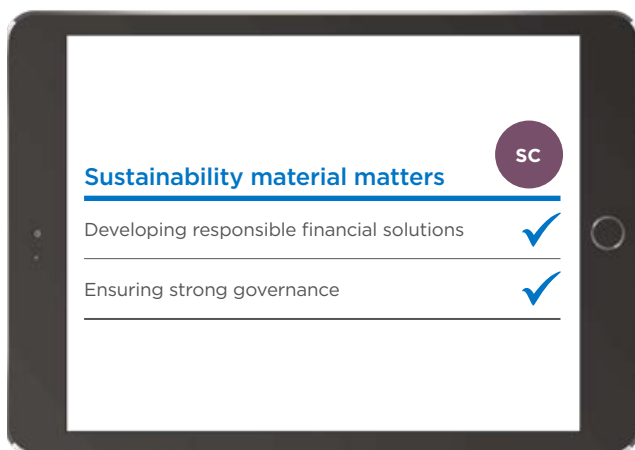 SC
Sustainability material matters
Developing responsible financial solutions
Ensuring strong governance